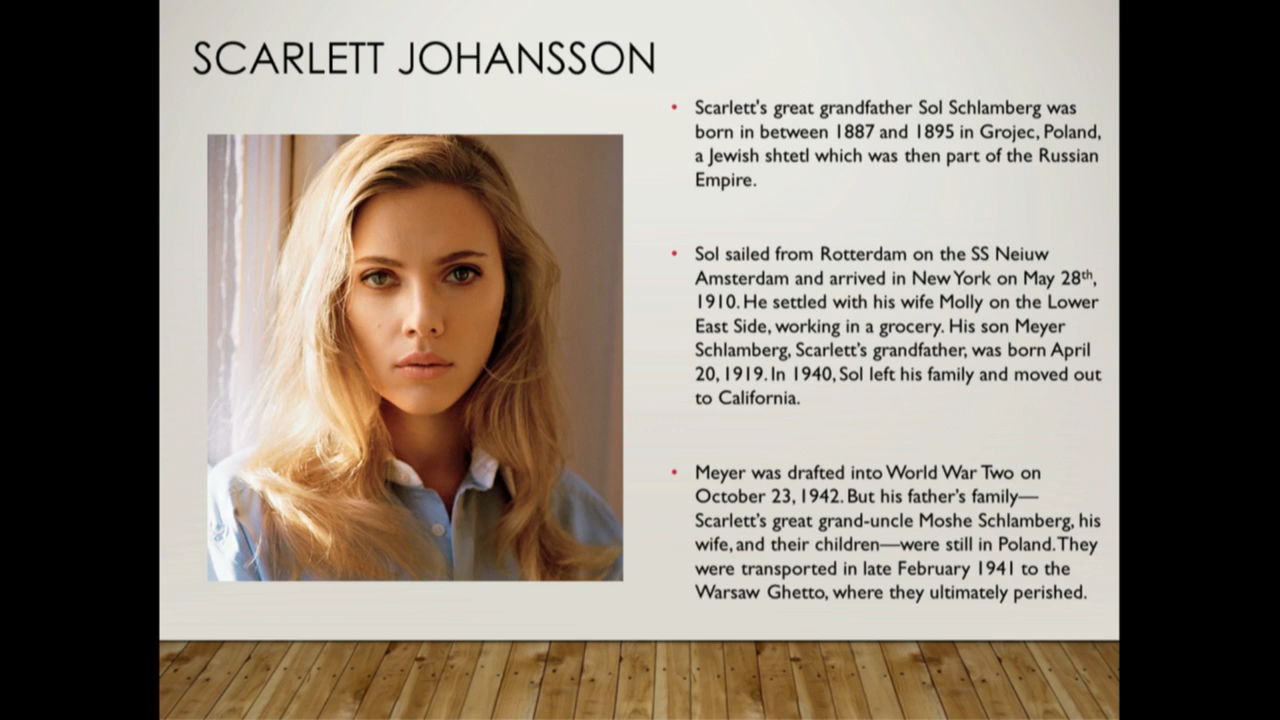 SCARLETT JOHANSSON
• Scarlett's great grandfather Sol Schlamberg was
born in between 1887 and 1895 in Grojec, Poland,
a Jewish shtetl which was then part of the Russian
Empire.
• Sol sailed from Rotterdam on the SS Neiuw
Amsterdam and arrived in New York on May 28th,
1910. He settled with his wife Molly on the Lower
East Side, working in a grocery. His son Meyer
Schlamberg, Scarlett’s grandfather, was born April
20, 1919. In 1940, Sol left his family and moved out
to California.
• Meyer was drafted into World War Two on
October 23, 1942. But his father’s family—
Scarlett’s great grand-uncle Moshe Schlamberg, his
wife, and their children—were still in Poland. They
were transported in late February 1941 to the
Warsaw Ghetto, where they ultimately perished.